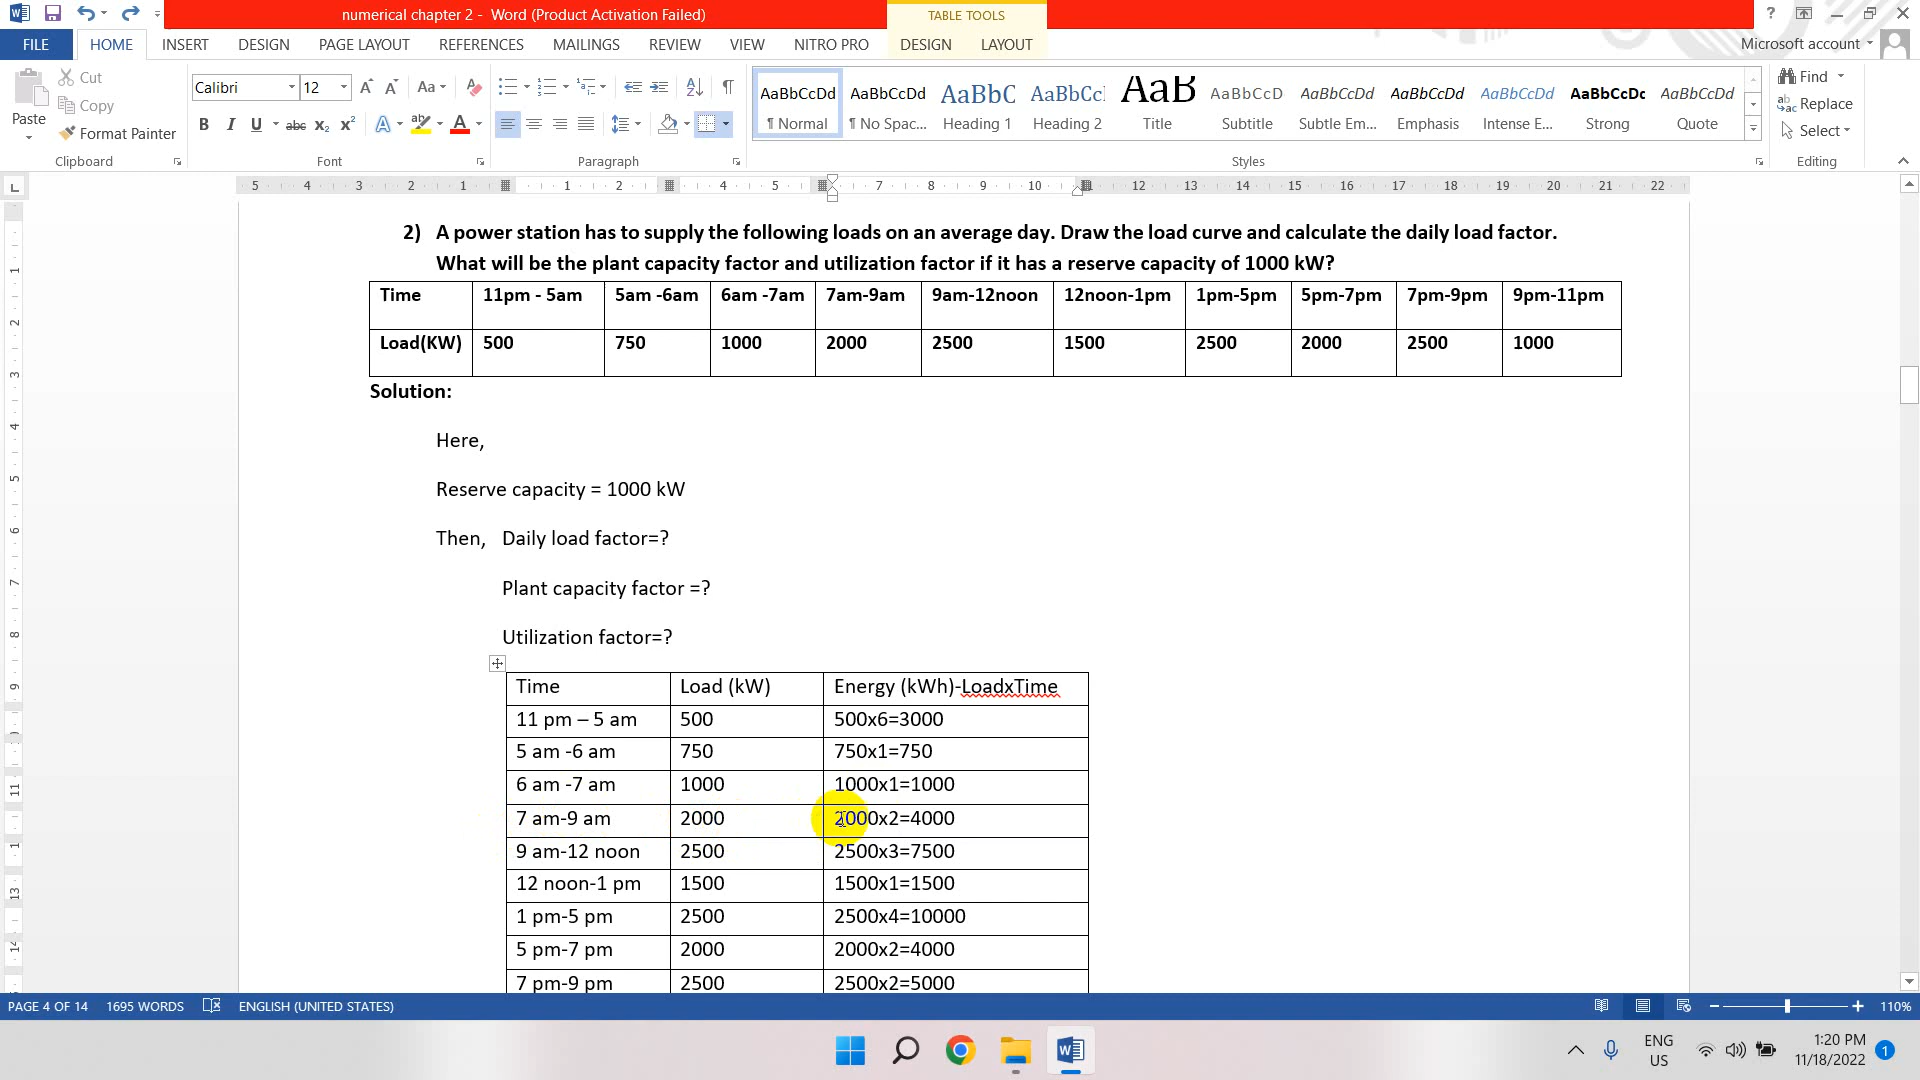 numerical chapter 2 - Word (Product Activation Failed)
TABLE TOOLS
FILE HOME INSERT DESIGN PAGE LAYOUT REFERENCES MAILINGS REVIEW VIEW NITRO PRO DESIGN LAYOUT
Microsoft account
Cut
Copy
Format Painter
Paste
Clipboard
Calibri 12
Font
Paragraph
AaBbCcDd AaBbCcDd AaBbC AaBbCcl AaB AaBbCcD AaBbCcDd AaBbCcDd AaBbCcDd AaBbCcDc AaBbCcDd
¶ Normal ¶ No Spac... Heading 1 Heading 2 Title Subtitle Subtle Em... Emphasis Intense E... Strong Quote
Styles
Find
Replace
Select
Editing
2) A power station has to supply the following loads on an average day. Draw the load curve and calculate the daily load factor.
What will be the plant capacity factor and utilization factor if it has a reserve capacity of 1000 kW?
Time 11pm - 5am 5am -6am 6am -7am 7am-9am 9am-12noon 12noon-1pm 1pm-5pm 5pm-7pm 7pm-9pm 9pm-11pm
Load(KW) 500 750 1000 2000 2500 1500 2500 2000 2500 1000
Solution:
Here,
Reserve capacity = 1000 kW
Then, Daily load factor=?
Plant capacity factor =?
Utilization factor=?
Time Load (kW) Energy (kWh)-LoadxTime
11 pm – 5 am 500 500x6=3000
5 am -6 am 750 750x1=750
6 am -7 am 1000 1000x1=1000
7 am-9 am 2000 2000x2=4000
9 am-12 noon 2500 2500x3=7500
12 noon-1 pm 1500 1500x1=1500
1 pm-5 pm 2500 2500x4=10000
5 pm-7 pm 2000 2000x2=4000
7 pm-9 pm 2500 2500x2=5000
PAGE 4 OF 14 1695 WORDS ENGLISH (UNITED STATES) 110%
ENG
US
1:20 PM
11/18/2022
1